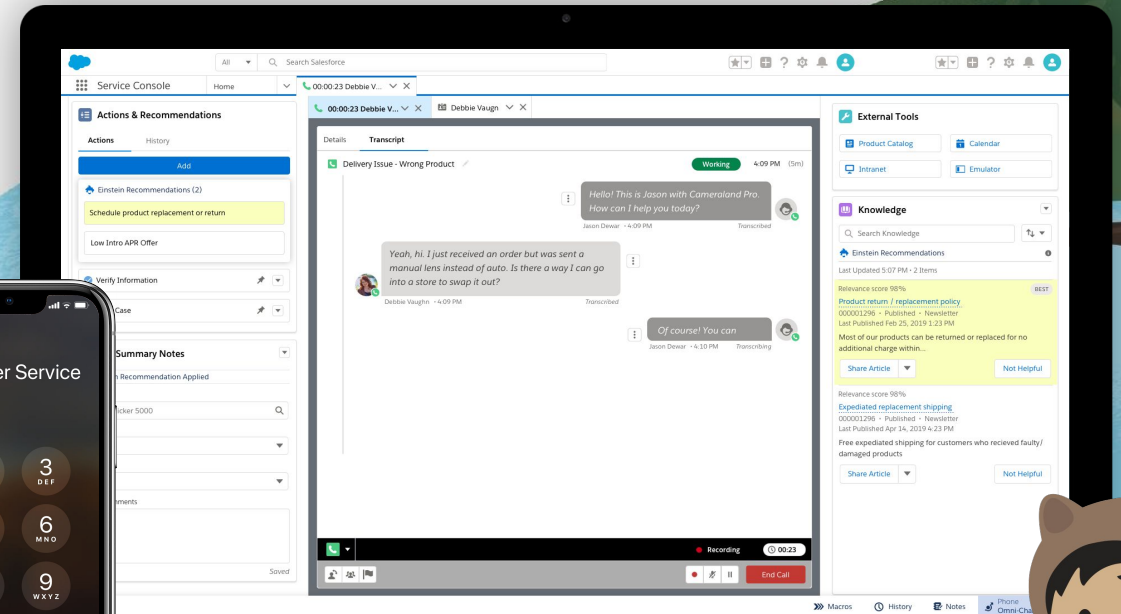 All
Search Salesforce
Service Console
Home
00:00:23 Debbie V...
00:00:23 Debbie V...
Debbie Vaugn
Actions & Recommendations
Actions
History
Add
Einstein Recommendations (2)
Schedule product replacement or return
Low Intro APR Offer
Verify Information
Case
Summary Notes
Recommendation Applied
5000
Saved
Details
Transcript
Delivery Issue - Wrong Product
Working
4:09 PM (5m)
Hello! This is Jason with Cameraland Pro.
How can I help you today?
Jason Dewar • 4:09 PM
Transcribed
Yeah, hi. I just received an order but was sent a
manual lens instead of auto. Is there a way I can go
into a store to swap it out?
Debbie Vaughn • 4:09 PM
Transcribed
Of course! You can
Jason Dewar • 4:10 PM
Transcribing
Recording
00:23
End Call
External Tools
Product Catalog
Calendar
Intranet
Emulator
Knowledge
Search Knowledge
Einstein Recommendations
Last Updated 5:07 PM • 2 Items
Relevance score 98%
BEST
Product return / replacement policy
000001296 • Published • Newsletter
Last Published Feb 25, 2019 1:23 PM
Most of our products can be returned or replaced for no
additional charge within...
Share Article
Not Helpful
Relevance score 98%
Expediated replacement shipping
000001296 • Published • Newsletter
Last Published Apr 14, 2019 4:23 PM
Free expediated shipping for customers who recieved faulty/
damaged products
Share Article
Not Helpful
Macros
History
Notes
Phone
Service
3
DEF
6
MNO
9
WXYZ